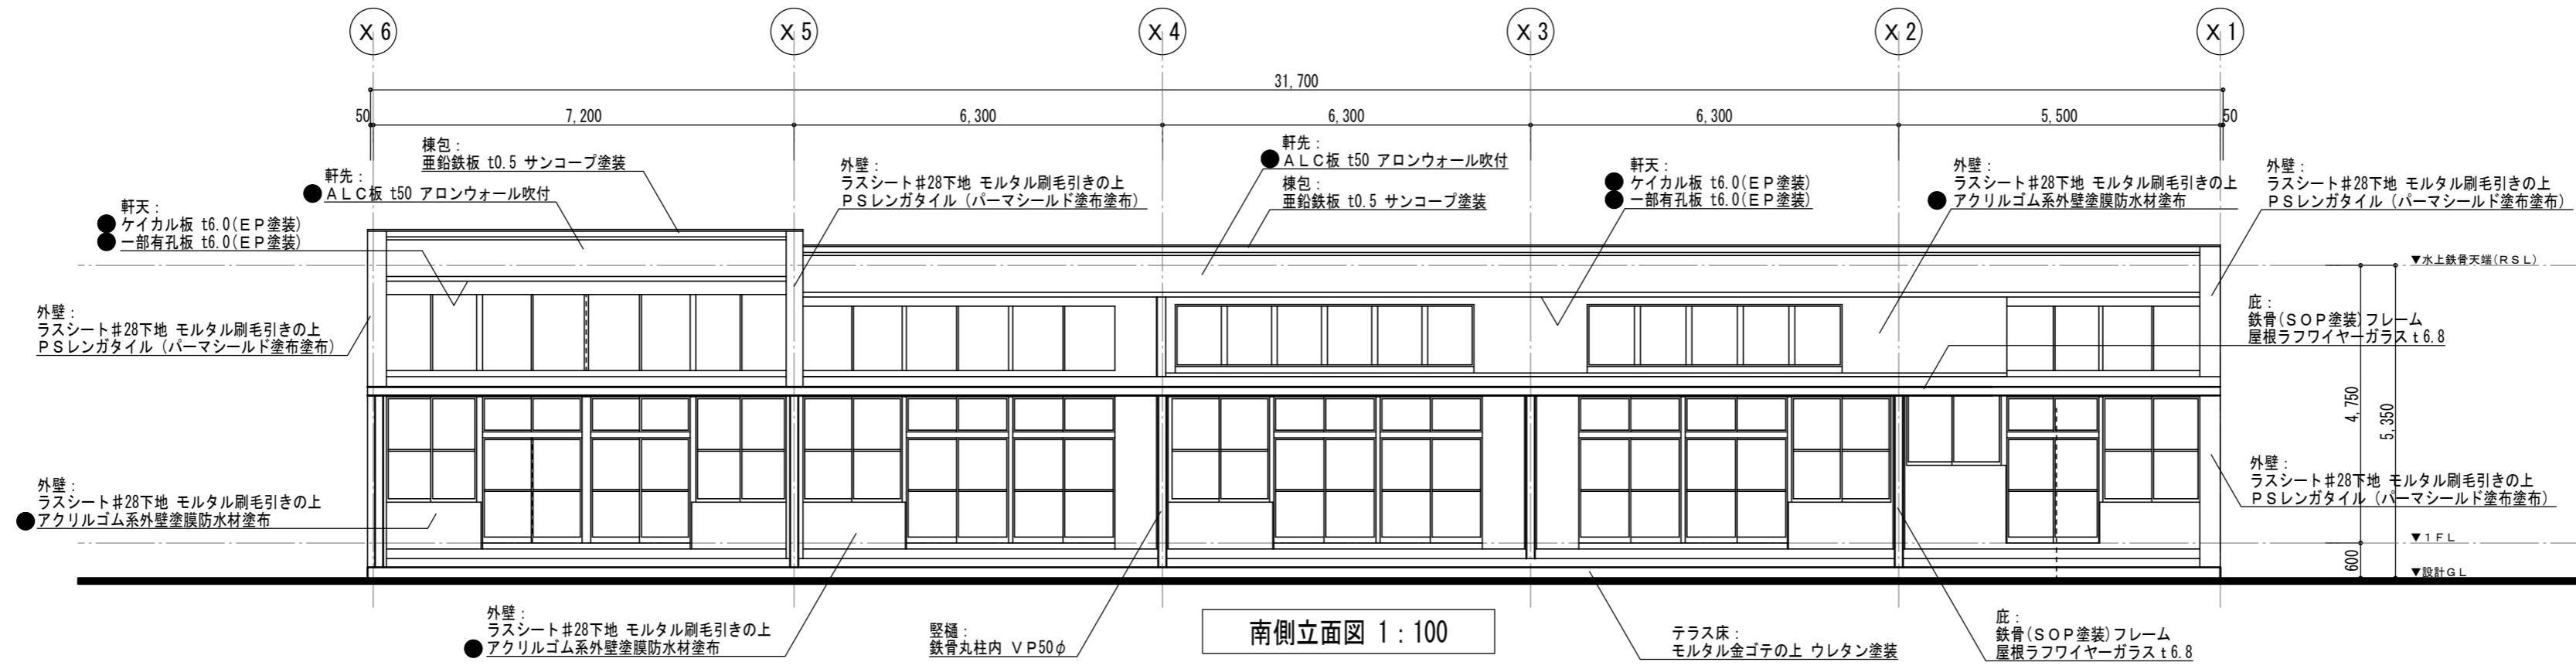 X6 X5 X4 X3 X2 X1
31,700
50 7,200 6,300 6,300 6,300 5,500 50
棟包：
亜鉛鉄板 t0.5 サンコープ塗装
軒先：
●ALC板 t50 アロンウォール吹付
軒天：
●ケイカル板 t6.0(EP塗装)
●一部有孔板 t6.0(EP塗装)
外壁：
ラスシート#28下地 モルタル刷毛引きの上
PSレンガタイル（パーマシールド塗布塗布）
外壁：
ラスシート#28下地 モルタル刷毛引きの上
PSレンガタイル（パーマシールド塗布塗布）
軒先：
●ALC板 t50 アロンウォール吹付
棟包：
亜鉛鉄板 t0.5 サンコープ塗装
軒天：
●ケイカル板 t6.0(EP塗装)
●一部有孔板 t6.0(EP塗装)
外壁：
ラスシート#28下地 モルタル刷毛引きの上
●アクリルゴム系外壁塗膜防水材塗布
外壁：
ラスシート#28下地 モルタル刷毛引きの上
PSレンガタイル（パーマシールド塗布塗布）
▼水上鉄骨天端(RSL)
庇：
鉄骨(SOP塗装)フレーム
屋根ラフワイヤーガラスt6.8
4,750
5,350
外壁：
ラスシート#28下地 モルタル刷毛引きの上
PSレンガタイル（パーマシールド塗布塗布）
▼1FL
600
▼設計GL
外壁：
ラスシート#28下地 モルタル刷毛引きの上
●アクリルゴム系外壁塗膜防水材塗布
外壁：
ラスシート#28下地 モルタル刷毛引きの上
●アクリルゴム系外壁塗膜防水材塗布
竪樋：
鉄骨丸柱内 VP50φ
南側立面図 1：100
テラス床：
モルタル金ゴテの上 ウレタン塗装
庇：
鉄骨(SOP塗装)フレーム
屋根ラフワイヤーガラスt6.8